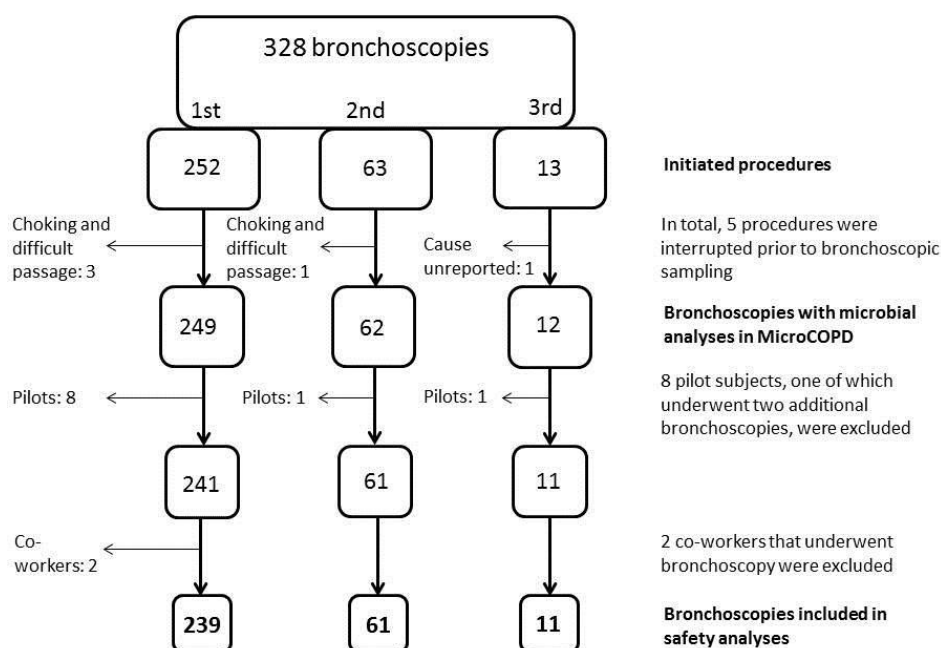 328 bronchoscopies
1st 2nd 3rd
252 63 13
Initiated procedures
Choking and
difficult
passage: 3
Choking and
difficult
passage: 1
Cause
unreported: 1
In total, 5 procedures were
interrupted prior to bronchoscopic
sampling
249 62 12
Bronchoscopies with microbial
analyses in MicroCOPD
Pilots: 8 Pilots: 1 Pilots: 1
8 pilot subjects, one of which
underwent two additional
bronchoscopies, were excluded
241 61 11
Co-
workers: 2
2 co-workers that underwent
bronchoscopy were excluded
239 61 11
Bronchoscopies included in
safety analyses